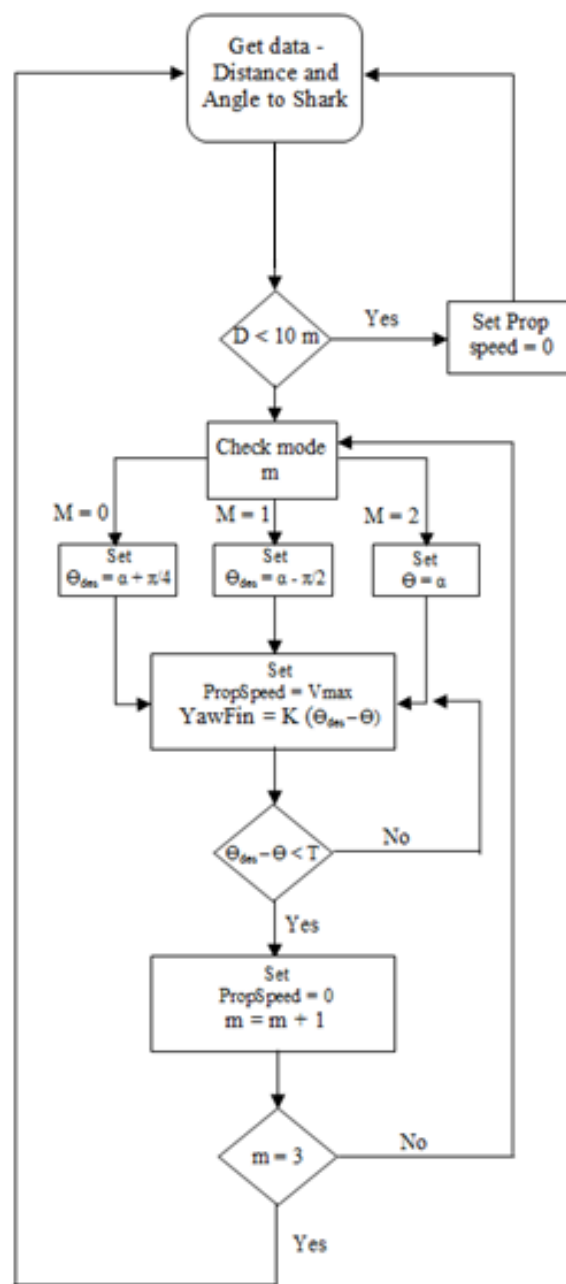 Get data -
Distance and
Angle to Shark
D < 10 m
Yes
Set Prop
speed = 0
Check mode
m
M = 0
M = 1
M = 2
Set
Θdes = α + π/4
Set
Θdes = α - π/2
Set
Θ = α
Set
PropSpeed = Vmax
YawFin = K (Θdes – Θ)
Θdes – Θ < T
No
Yes
Set
PropSpeed = 0
m = m + 1
m = 3
No
Yes